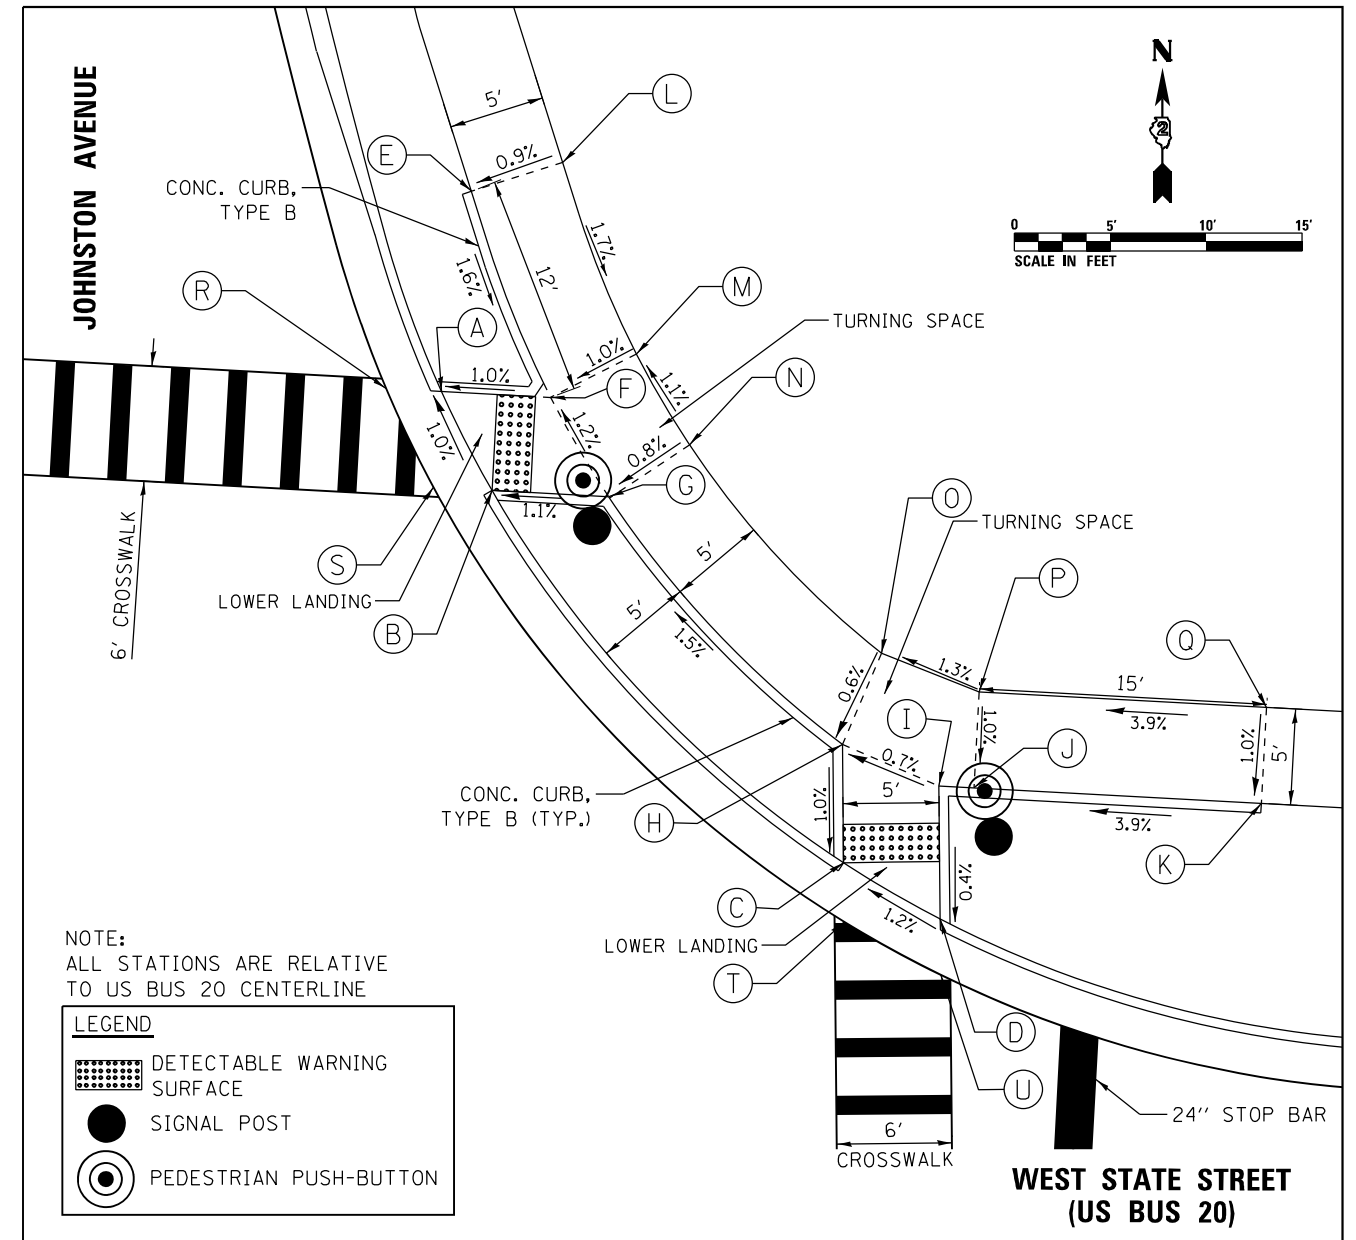 JOHNSTON AVENUE
N
2
0 5' 10' 15'
SCALE IN FEET
5'
L
E
0.9%
CONC. CURB,
TYPE B
1.7%
1.6%
12'
R
A
M
TURNING SPACE
1.0%
1.0%
F
1.1%
N
1.0%
1.2%
0.8%
G
1.1%
O
TURNING SPACE
6' CROSSWALK
S
LOWER LANDING
B
5'
5'
1.5%
P
Q
1.3%
15'
0.6%
3.9%
I
1.0%
1.0%
5'
J
0.7%
5'
CONC. CURB,
TYPE B (TYP.)
H
1.0%
3.9%
K
C
0.4%
1.2%
LOWER LANDING
T
D
U
24" STOP BAR
6'
CROSSWALK
WEST STATE STREET
(US BUS 20)
NOTE:
ALL STATIONS ARE RELATIVE
TO US BUS 20 CENTERLINE
LEGEND
DETECTABLE WARNING
SURFACE
SIGNAL POST
PEDESTRIAN PUSH-BUTTON